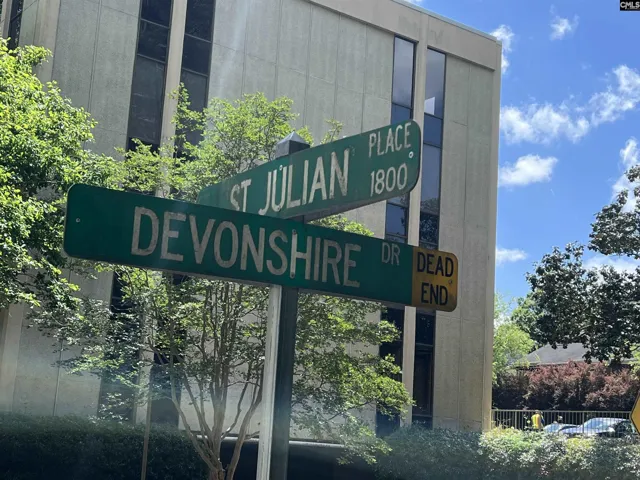 CMLS
ST JULIAN PLACE
1800
DEVONSHIRE DR
DEAD
END